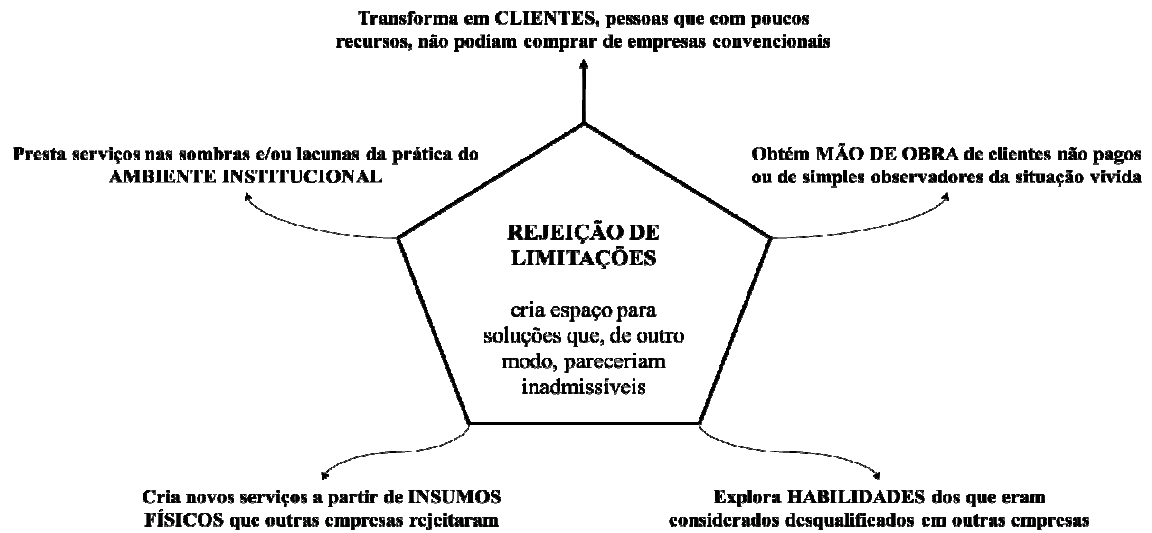 Transforma em CLIENTES, pessoas que com poucos
recursos, não podiam comprar de empresas convencionais
Presta serviços nas sombras e/ou lacunas da prática do
AMBIENTE INSTITUCIONAL
Obtém MÃO DE OBRA de clientes não pagos
ou de simples observadores da situação vivida
REJEIÇÃO DE
LIMITAÇÕES
cria espaço para
soluções que, de outro
modo, pareceriam
inadmissíveis
Cria novos serviços a partir de INSUMOS
FÍSICOS que outras empresas rejeitaram
Explora HABILIDADES dos que eram
considerados desqualificados em outras empresas